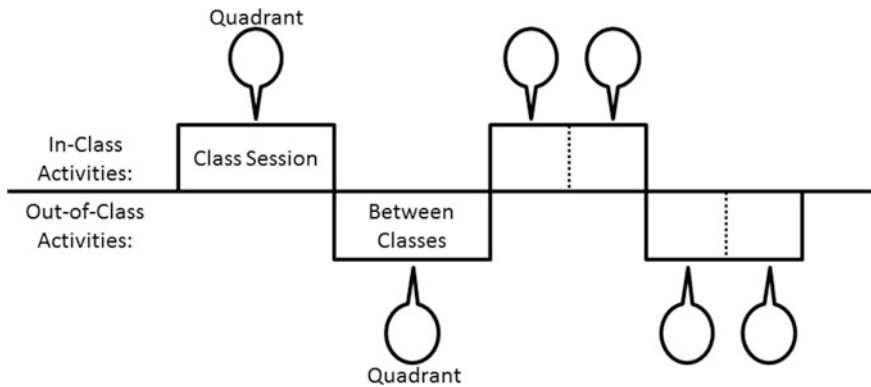 Quadrant
In-Class
Activities:
Class Session
Out-of-Class
Activities:
Between
Classes
Quadrant